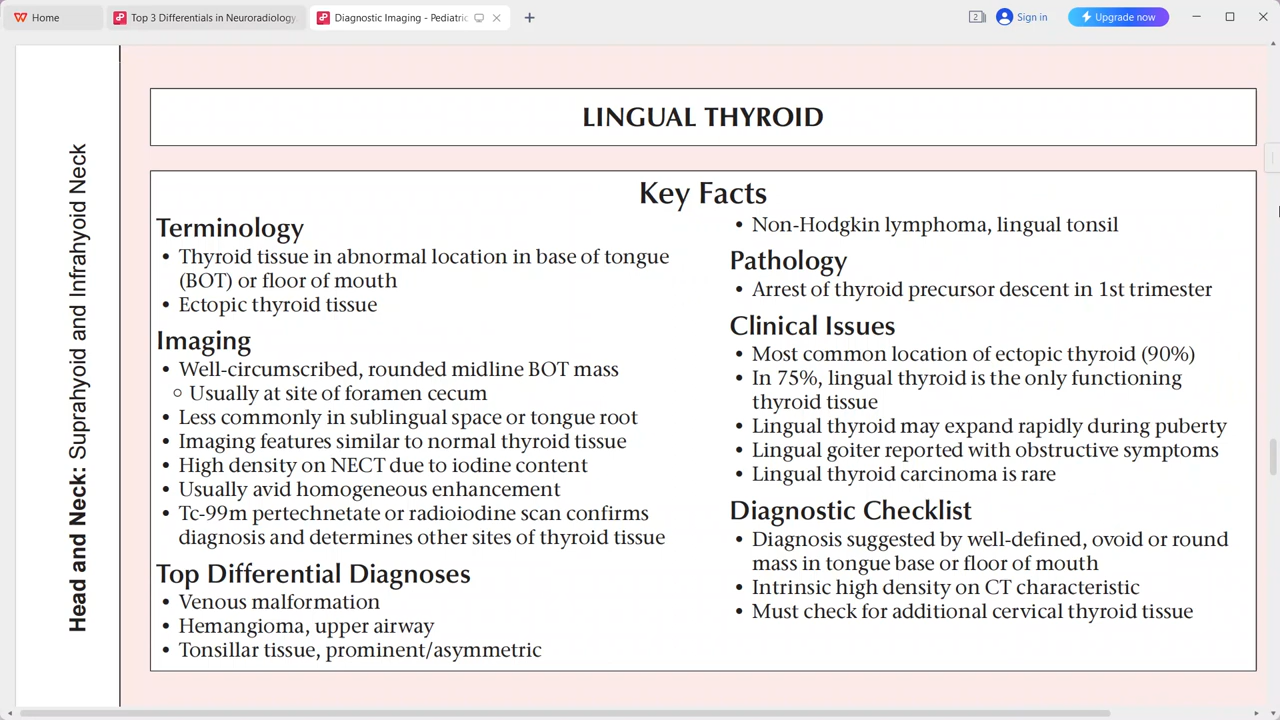 Home
Top 3 Differentials in Neuroradiology.
Diagnostic Imaging - Pediatric
2
Sign in
Upgrade now
Head and Neck: Suprahyoid and Infrahyoid Neck
LINGUAL THYROID
Key Facts
Terminology
• Thyroid tissue in abnormal location in base of tongue
(BOT) or floor of mouth
• Ectopic thyroid tissue
Imaging
• Well-circumscribed, rounded midline BOT mass
○ Usually at site of foramen cecum
• Less commonly in sublingual space or tongue root
• Imaging features similar to normal thyroid tissue
• High density on NECT due to iodine content
• Usually avid homogeneous enhancement
• Tc-99m pertechnetate or radioiodine scan confirms
diagnosis and determines other sites of thyroid tissue
Top Differential Diagnoses
• Venous malformation
• Hemangioma, upper airway
• Tonsillar tissue, prominent/asymmetric
• Non-Hodgkin lymphoma, lingual tonsil
Pathology
• Arrest of thyroid precursor descent in 1st trimester
Clinical Issues
• Most common location of ectopic thyroid (90%)
• In 75%, lingual thyroid is the only functioning
thyroid tissue
• Lingual thyroid may expand rapidly during puberty
• Lingual goiter reported with obstructive symptoms
• Lingual thyroid carcinoma is rare
Diagnostic Checklist
• Diagnosis suggested by well-defined, ovoid or round
mass in tongue base or floor of mouth
• Intrinsic high density on CT characteristic
• Must check for additional cervical thyroid tissue